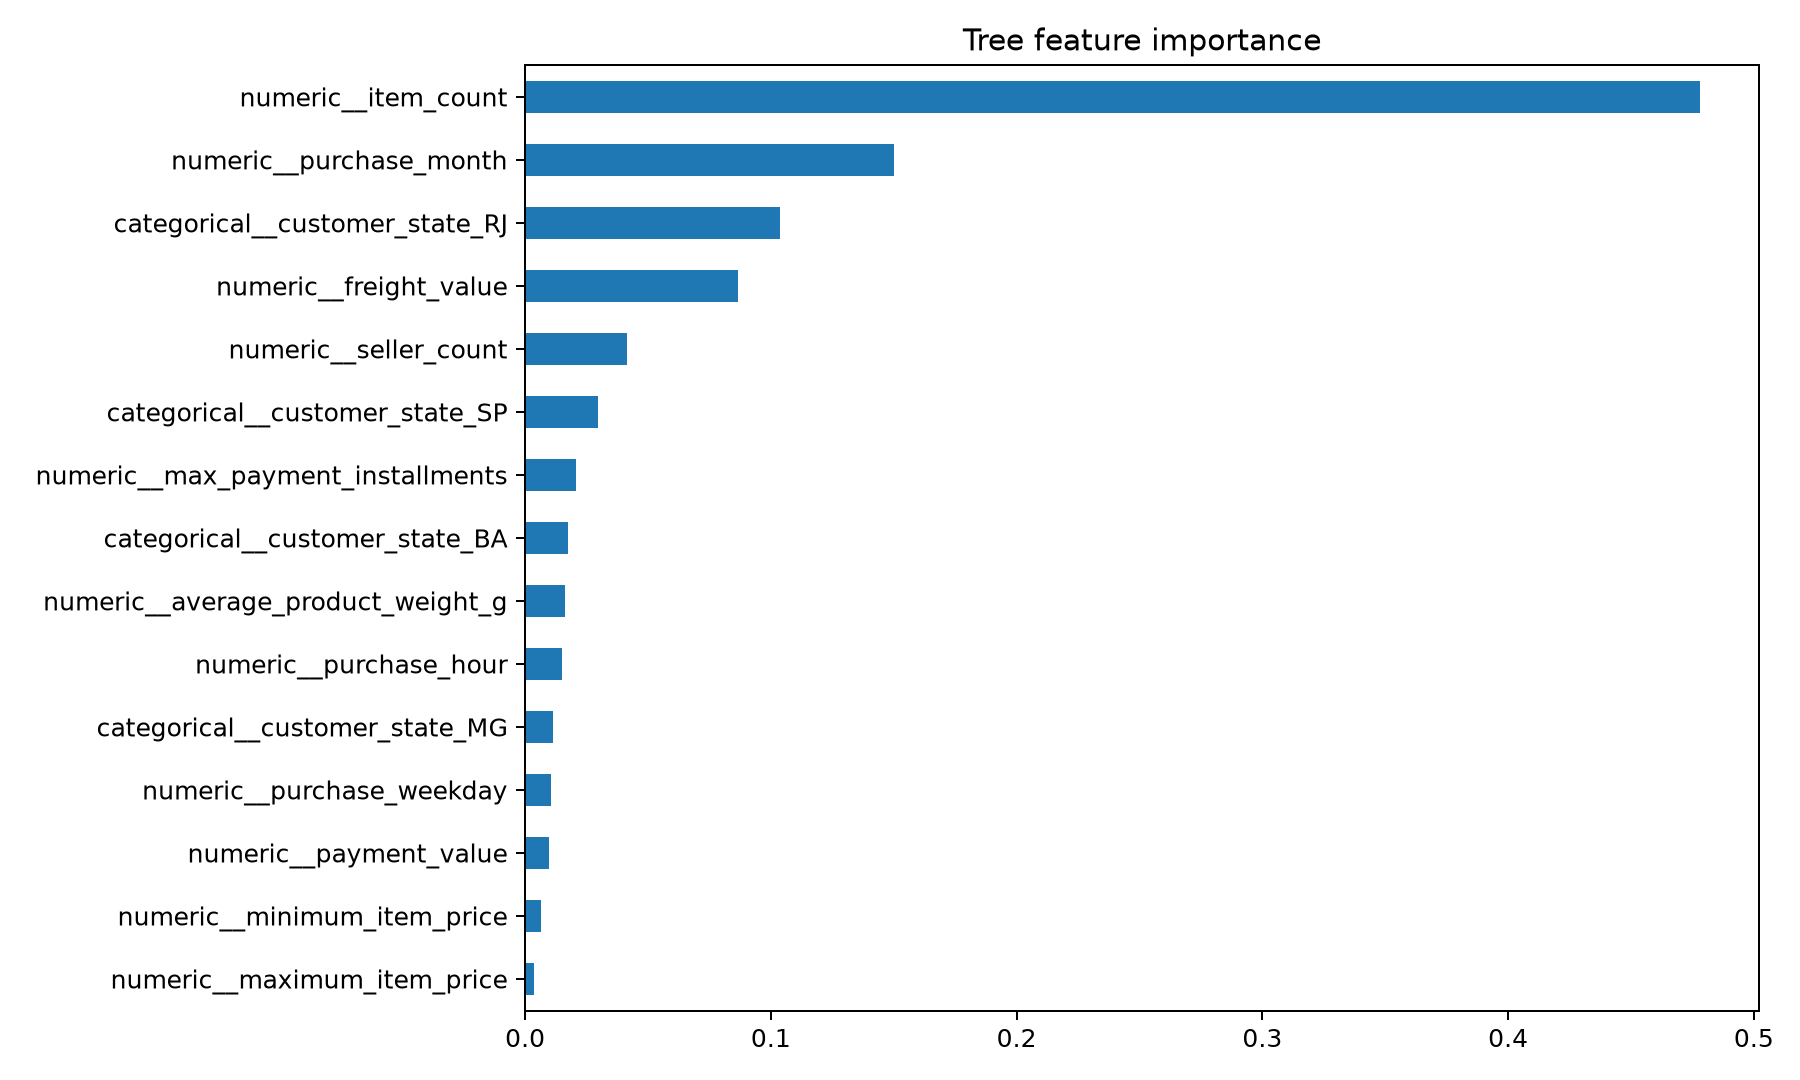 Tree feature importance
numeric__item_count
numeric__purchase_month
categorical__customer_state_RJ
numeric__freight_value
numeric__seller_count
categorical__customer_state_SP
numeric__max_payment_installments
categorical__customer_state_BA
numeric__average_product_weight_g
numeric__purchase_hour
categorical__customer_state_MG
numeric__purchase_weekday
numeric__payment_value
numeric__minimum_item_price
numeric__maximum_item_price
0.0 0.1 0.2 0.3 0.4 0.5